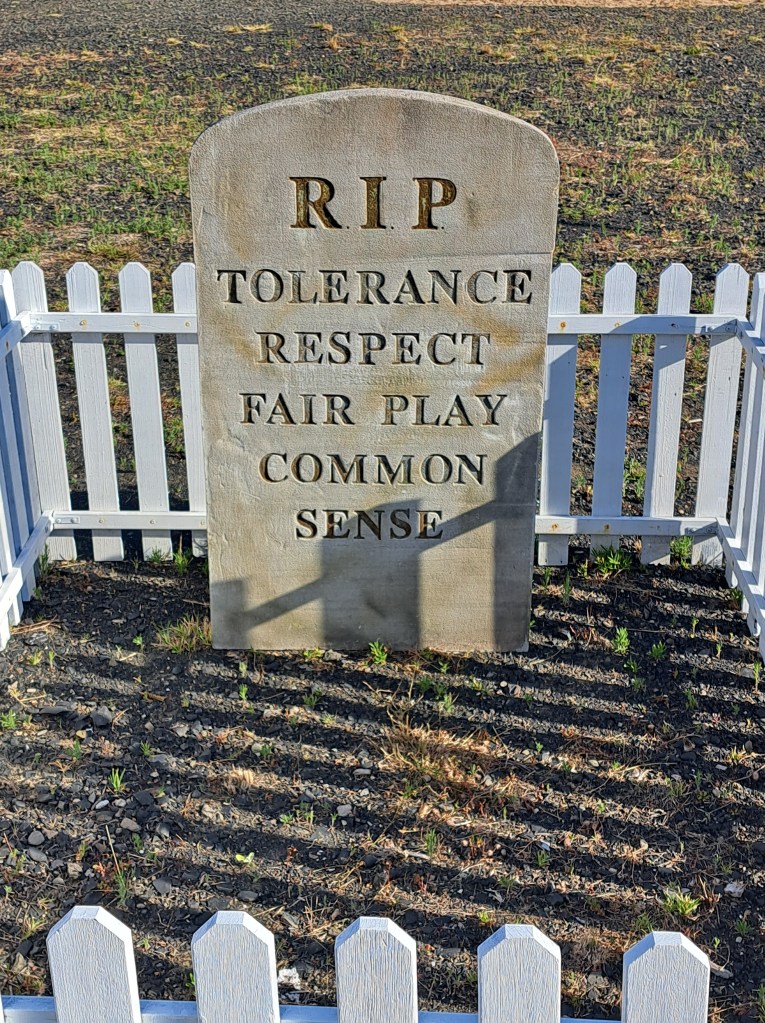 R.I.P.
TOLERANCE
RESPECT
FAIR PLAY
COMMON
SENSE